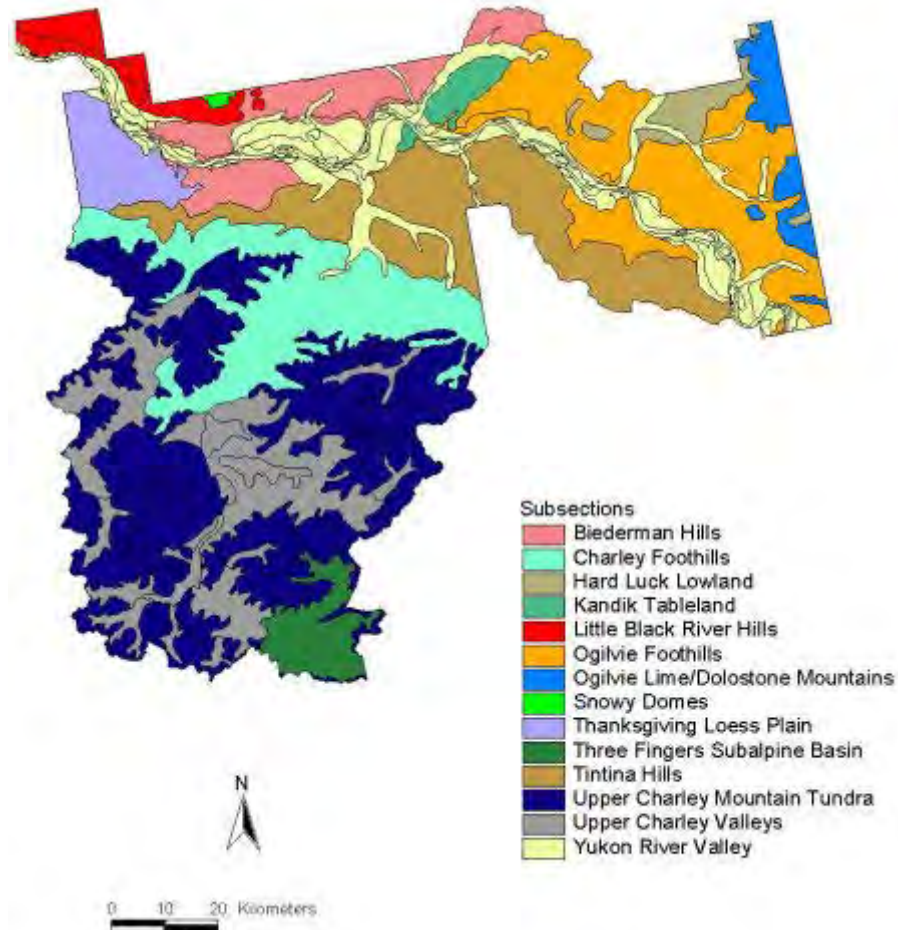 Subsections
Biederman Hills
Charley Foothills
Hard Luck Lowland
Kandik Tableland
Little Black River Hills
Ogilvie Foothills
Ogilvie Lime/Dolostone Mountains
Snowy Domes
Thanksgiving Loess Plain
Three Fingers Subalpine Basin
Tintina Hills
Upper Charley Mountain Tundra
Upper Charley Valleys
Yukon River Valley
N
0 10 20 Kilometers